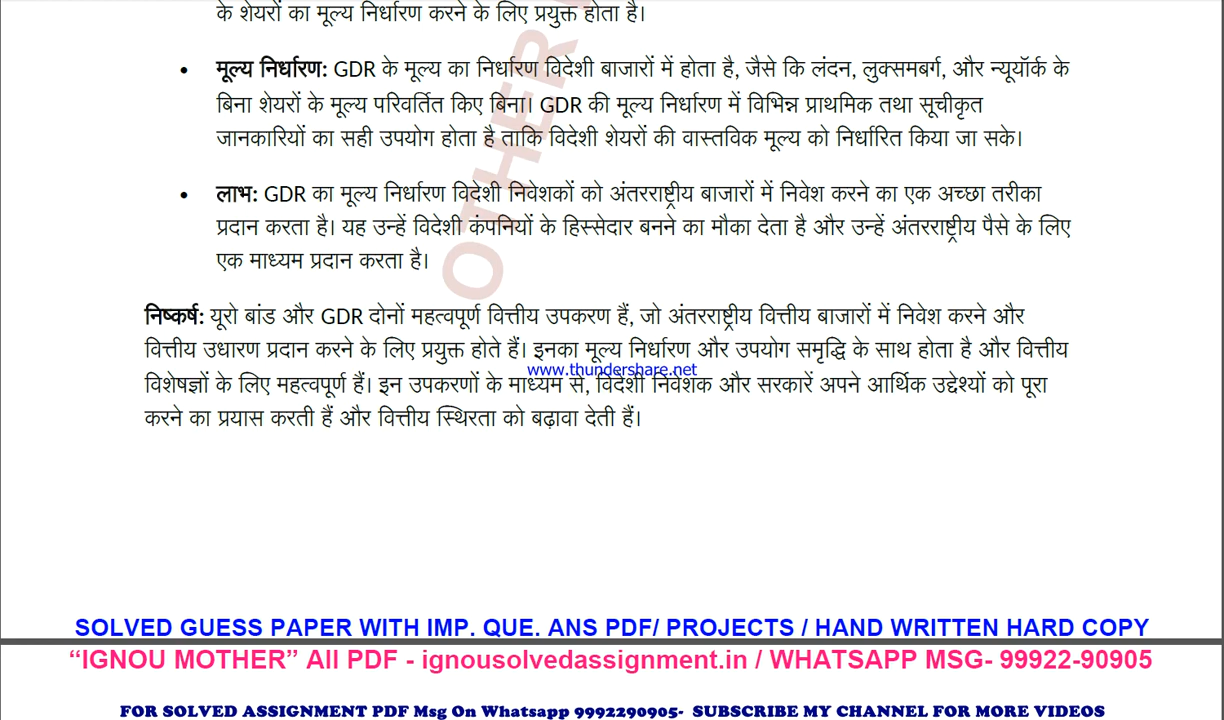 के शेयरों का मूल्य निर्धारण करने के लिए प्रयुक्त होता है।
• मूल्य निर्धारण: GDR के मूल्य का निर्धारण विदेशी बाजारों में होता है, जैसे कि लंदन, लुक्समबर्ग, और न्यूयॉर्क के
बिना शेयरों के मूल्य परिवर्तित किए बिना। GDR की मूल्य निर्धारण में विभिन्न प्राथमिक तथा सूचीकृत
जानकारियों का सही उपयोग होता है ताकि विदेशी शेयरों की वास्तविक मूल्य को निर्धारित किया जा सके।
• लाभ: GDR का मूल्य निर्धारण विदेशी निवेशकों को अंतरराष्ट्रीय बाजारों में निवेश करने का एक अच्छा तरीका
प्रदान करता है। यह उन्हें विदेशी कंपनियों के हिस्सेदार बनने का मौका देता है और उन्हें अंतरराष्ट्रीय पैसे के लिए
एक माध्यम प्रदान करता है।
OTHER
निष्कर्ष: यूरो बांड और GDR दोनों महत्वपूर्ण वित्तीय उपकरण हैं, जो अंतरराष्ट्रीय वित्तीय बाजारों में निवेश करने और
वित्तीय उधारण प्रदान करने के लिए प्रयुक्त होते हैं। इनका मूल्य निर्धारण और उपयोग समृद्धि के साथ होता है और वित्तीय
www.thundershare.net
विशेषज्ञों के लिए महत्वपूर्ण हैं। इन उपकरणों के माध्यम से, विदेशी निवेशक और सरकारें अपने आर्थिक उद्देश्यों को पूरा
करने का प्रयास करती हैं और वित्तीय स्थिरता को बढ़ावा देती हैं।
SOLVED GUESS PAPER WITH IMP. QUE. ANS PDF/ PROJECTS / HAND WRITTEN HARD COPY
“IGNOU MOTHER” All PDF - ignousolvedassignment.in / WHATSAPP MSG- 99922-90905
FOR SOLVED ASSIGNMENT PDF Msg On Whatsapp 9992290905- SUBSCRIBE MY CHANNEL FOR MORE VIDEOS